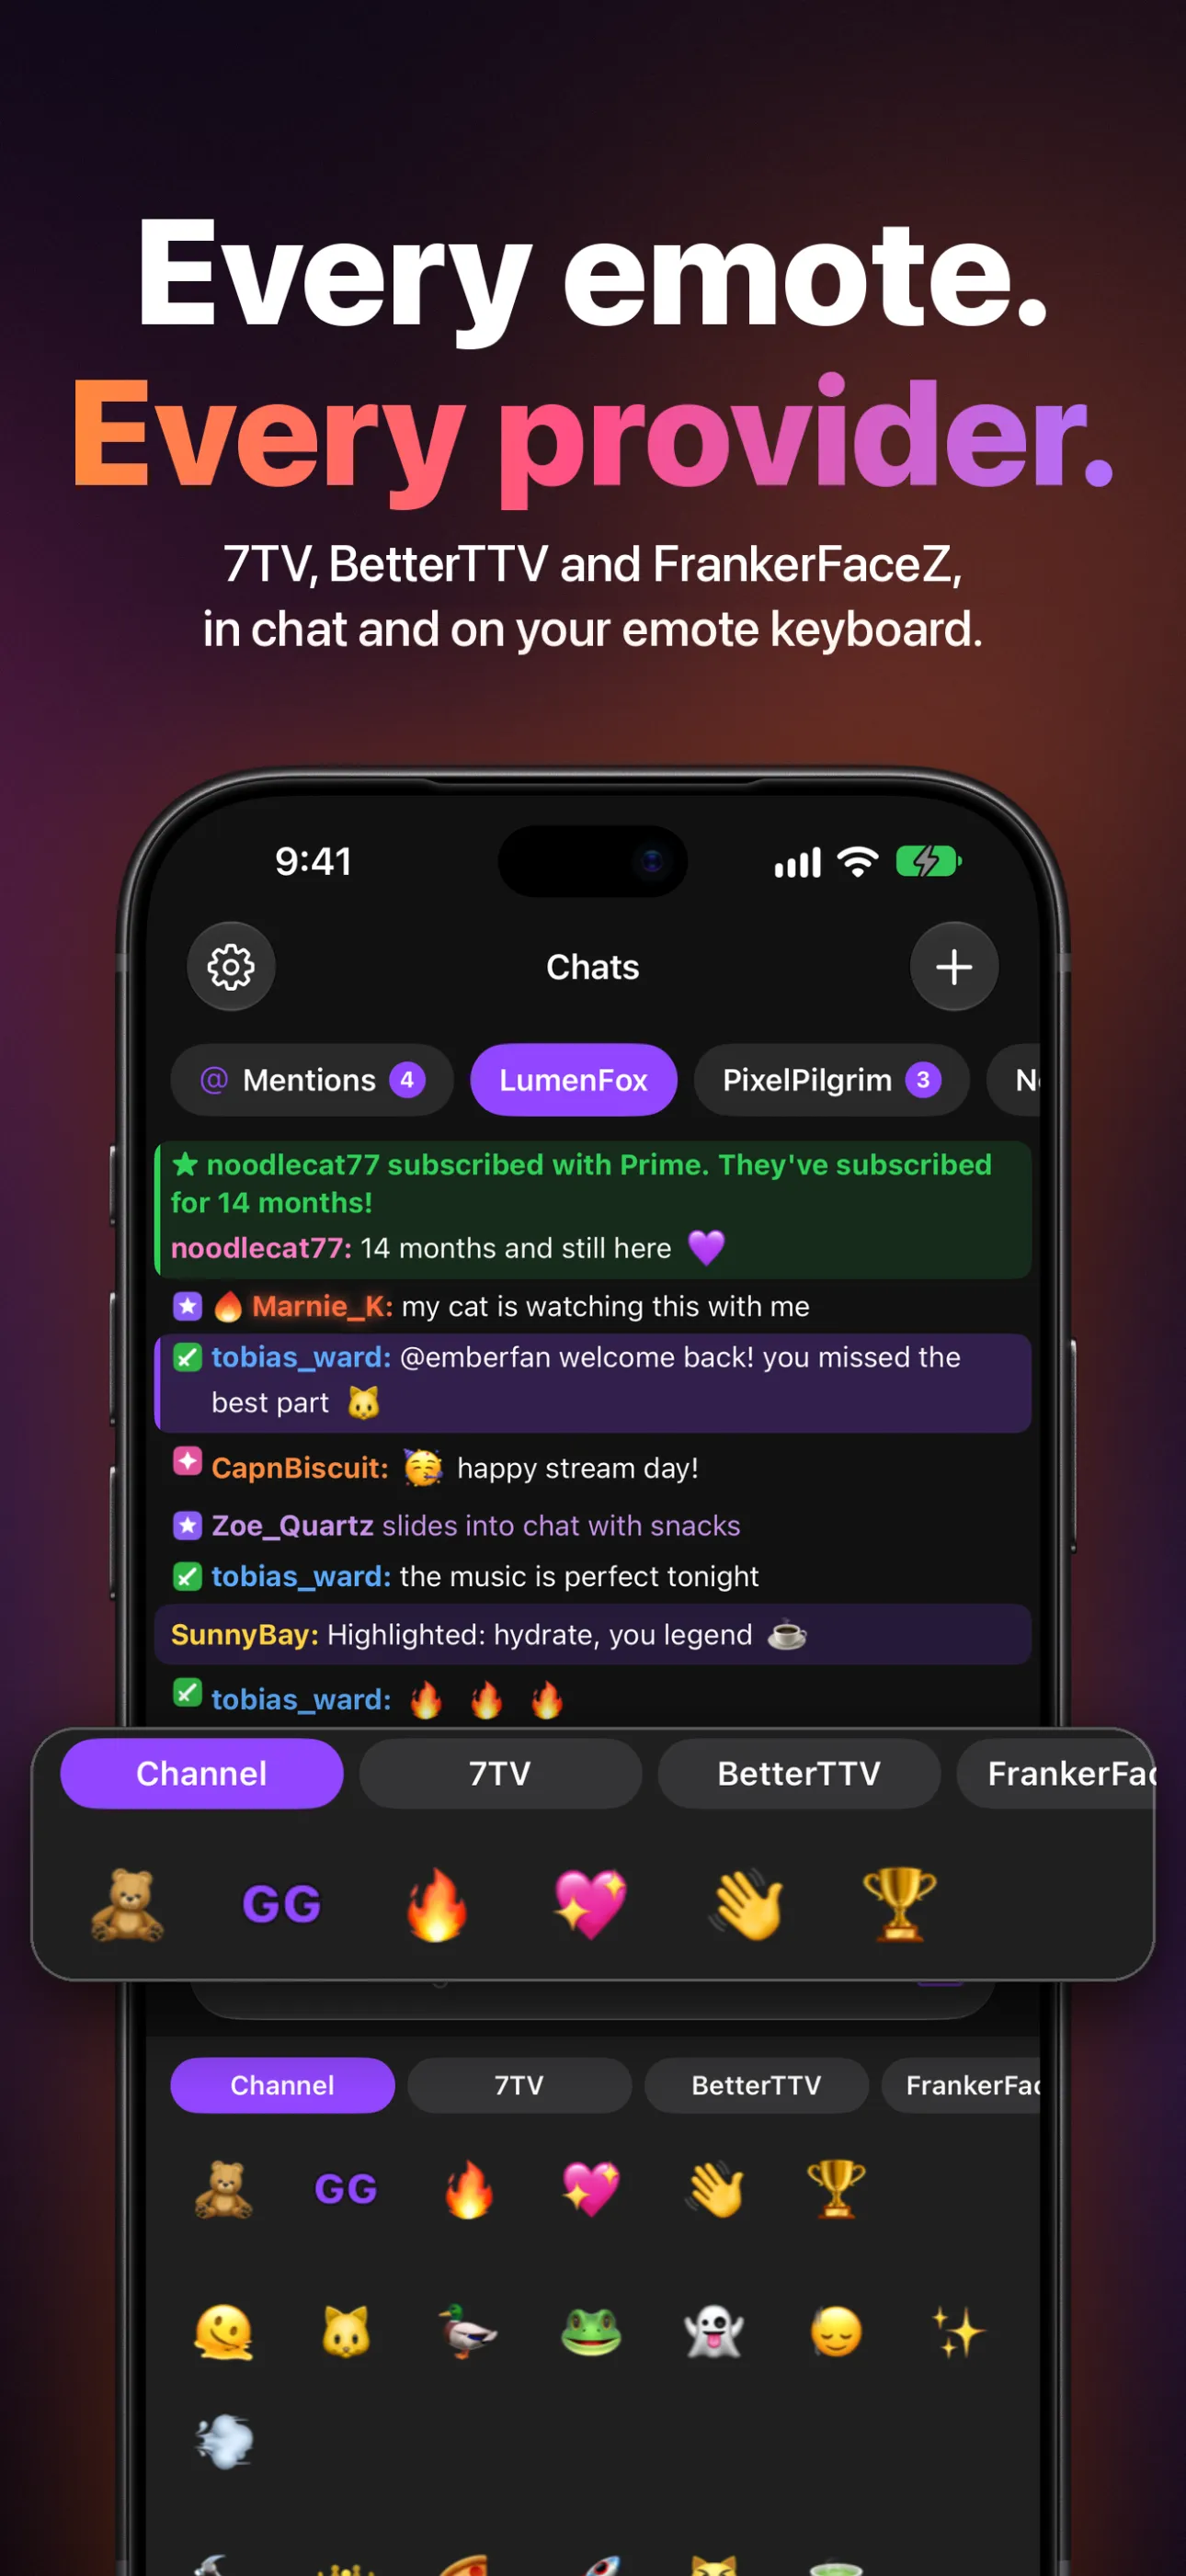 Every emote.
Every provider.
7TV, BetterTTV and FrankerFaceZ,
in chat and on your emote keyboard.
9:41
Chats
@ Mentions 4
LumenFox
PixelPilgrim 3
★ noodlecat77 subscribed with Prime. They've subscribed
for 14 months!
noodlecat77: 14 months and still here 💜
🔥 Marnie_K: my cat is watching this with me
tobias_ward: @emberfan welcome back! you missed the
best part 🐱
CapnBiscuit: 🥳 happy stream day!
Zoe_Quartz slides into chat with snacks
tobias_ward: the music is perfect tonight
SunnyBay: Highlighted: hydrate, you legend ☕
tobias_ward: 🔥 🔥 🔥
Channel
7TV
BetterTTV
FrankerFac
GG
Channel
7TV
BetterTTV
FrankerFac
GG